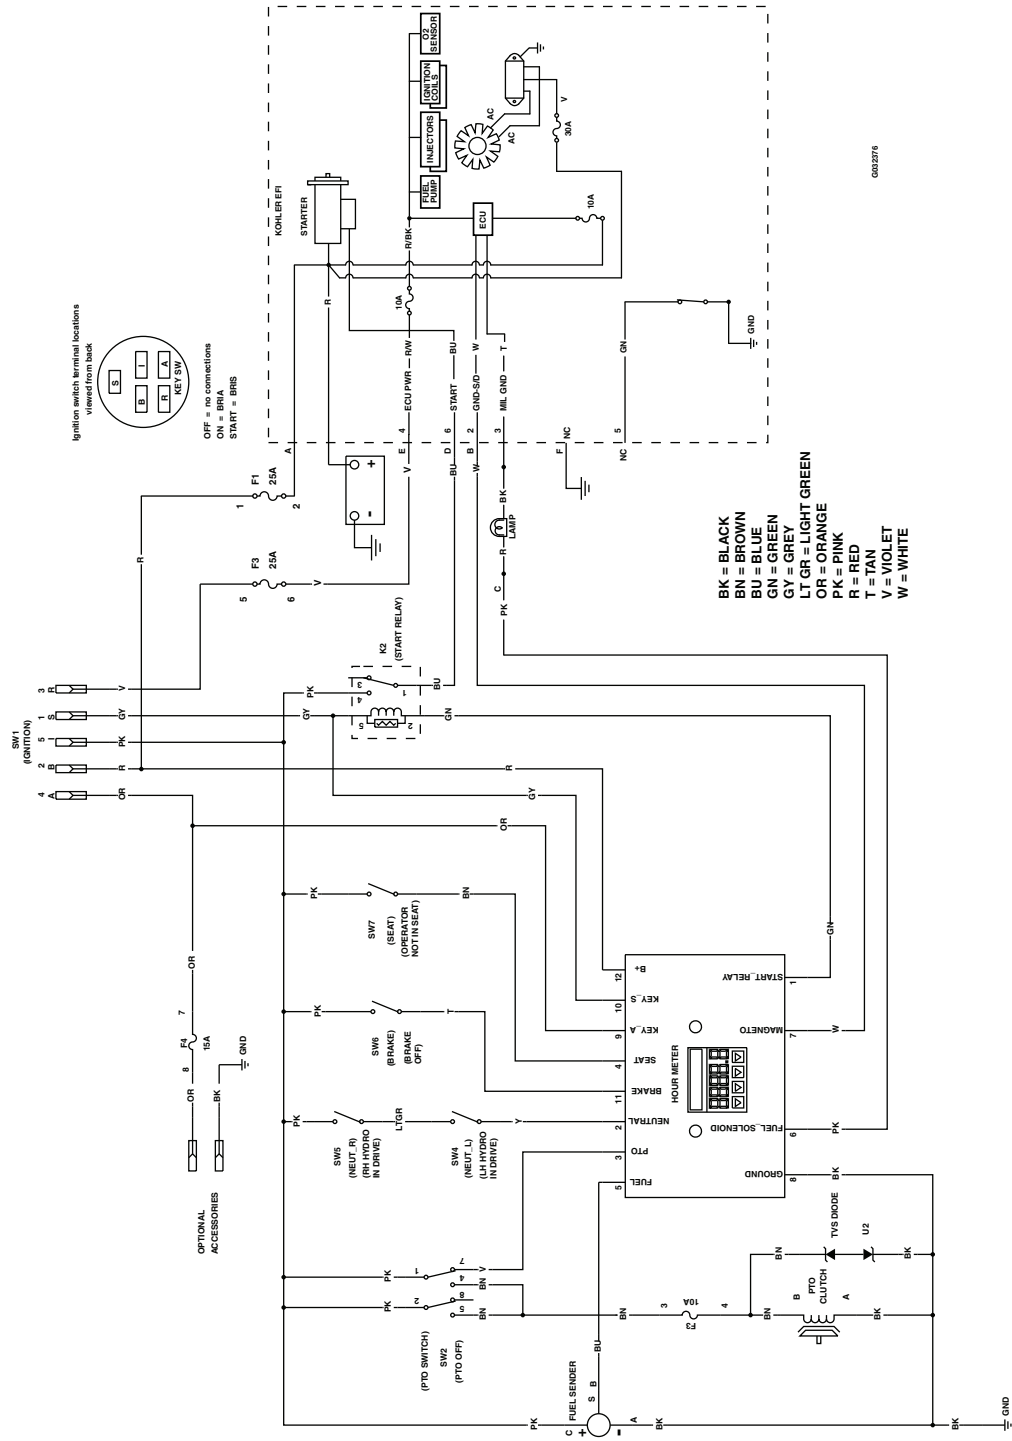 Ignition switch terminal locations
viewed from back
S
B
I
R
A
KEY SW
OFF = no connections
ON = BRIA
START = BRIS
KOHLER EFI
STARTER
FUEL
PUMP
INJECTORS
IGNITION
COILS
O2
SENSOR
AC
AC
V
30A
ECU
10A
R/BK
10A
R
G032376
ECU PWR
R/W
START
BU
GND-S/D
W
MIL GND
T
GN
GND
A
4
E
6
D
2
B
3
F
NC
5
NC
F1
25A
1
2
R
+
-
F3
25A
5
6
V
V
BU
W
BK
LAMP
R
C
PK
BK = BLACK
BN = BROWN
BU = BLUE
GN = GREEN
GY = GREY
LT GR = LIGHT GREEN
OR = ORANGE
PK = PINK
R = RED
T = TAN
V = VIOLET
W = WHITE
SW1
(IGNITION)
3
R
V
1
S
GY
5
I
PK
2
B
R
4
A
OR
K2
(START RELAY)
PK
3
4
1
BU
GY
5
2
GN
R
GY
OR
PK
SW7
(SEAT)
(OPERATOR
NOT IN SEAT)
BN
PK
SW6
(BRAKE)
(BRAKE
OFF)
T
PK
SW5
(NEUT_R)
(RH HYDRO
IN DRIVE)
LTGR
SW4
(NEUT_L)
(LH HYDRO
IN DRIVE)
Y
OR
7
F4
15A
8
OR
BK
GND
OPTIONAL
ACCESSORIES
HOUR METER
12
B+
10
KEY_S
9
KEY_A
4
SEAT
11
BRAKE
2
NEUTRAL
3
PTO
5
FUEL
START_RELAY
1
GN
MAGNETO
7
W
FUEL_SOLENOID
6
PK
GROUND
8
BK
PK
1
7
V
4
BN
PK
2
8
5
BN
(PTO SWITCH)
SW2
(PTO OFF)
BN
3
F3
10A
4
BN
BN
TVS DIODE
U2
BK
B
PTO
CLUTCH
A
BK
BU
PK
C
FUEL SENDER
S
B
+
-
A
BK
BK
GND